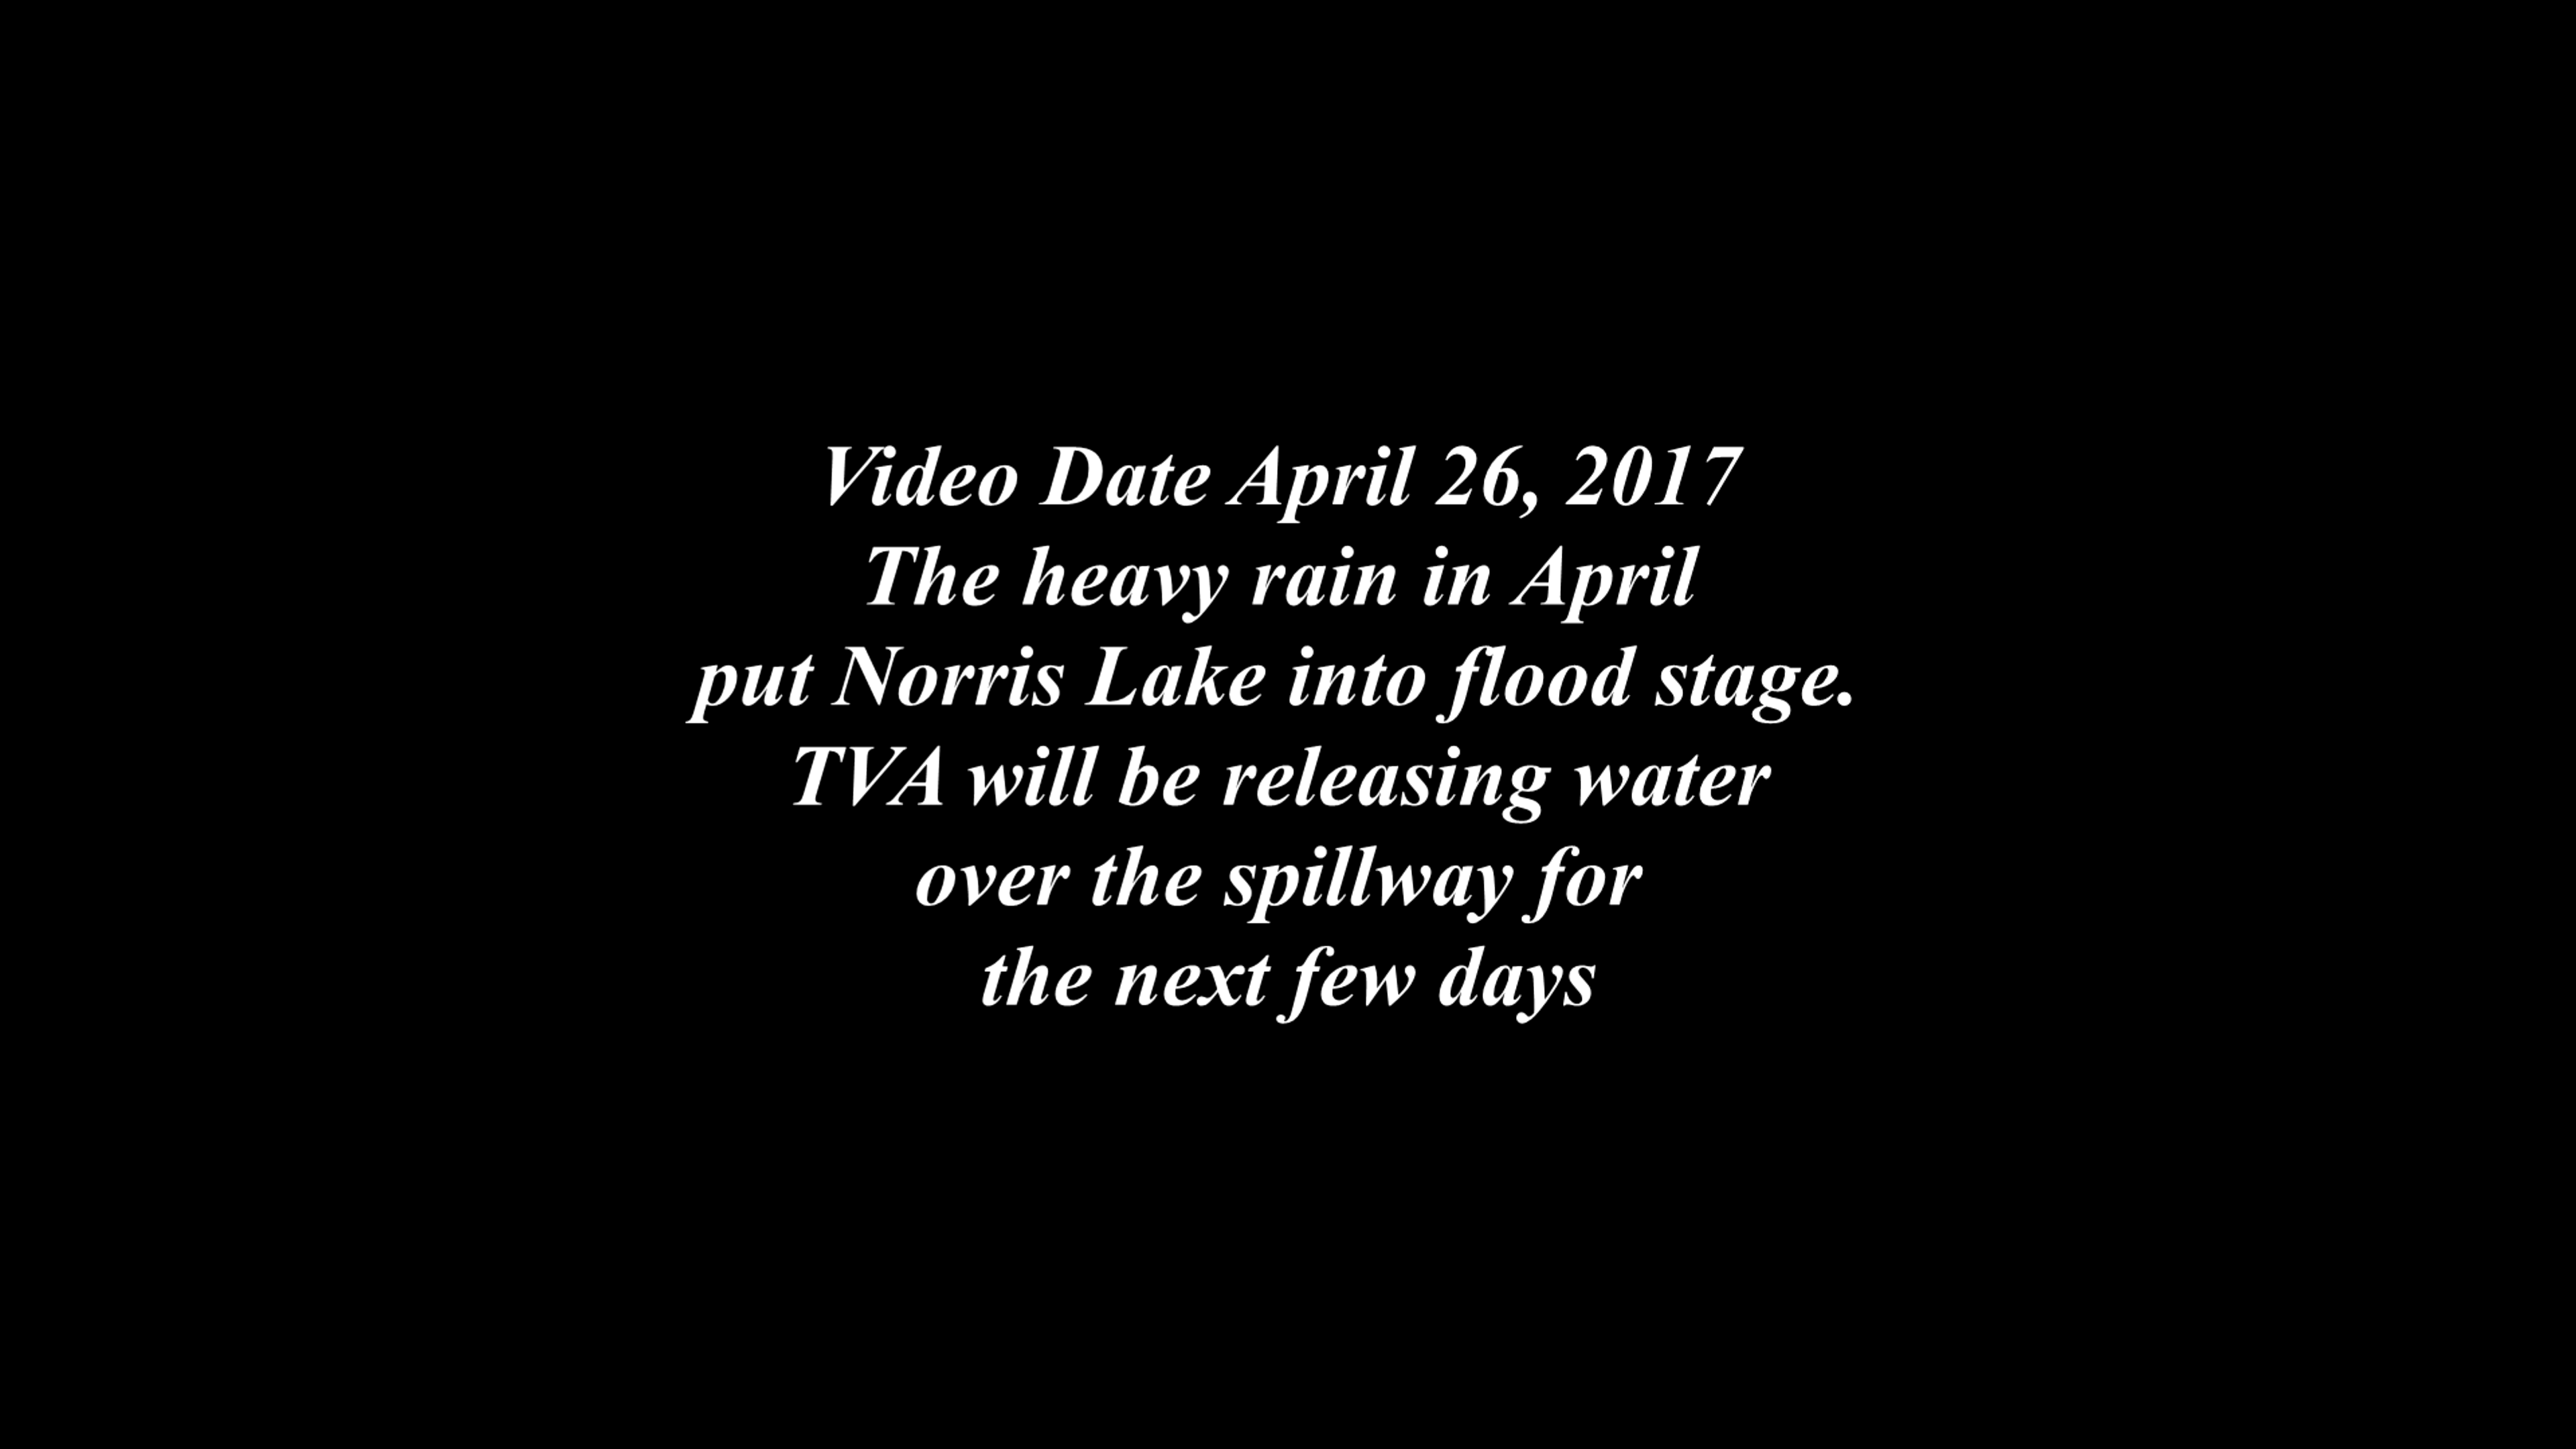 Video Date April 26, 2017
The heavy rain in April
put Norris Lake into flood stage.
TVA will be releasing water
over the spillway for
the next few days